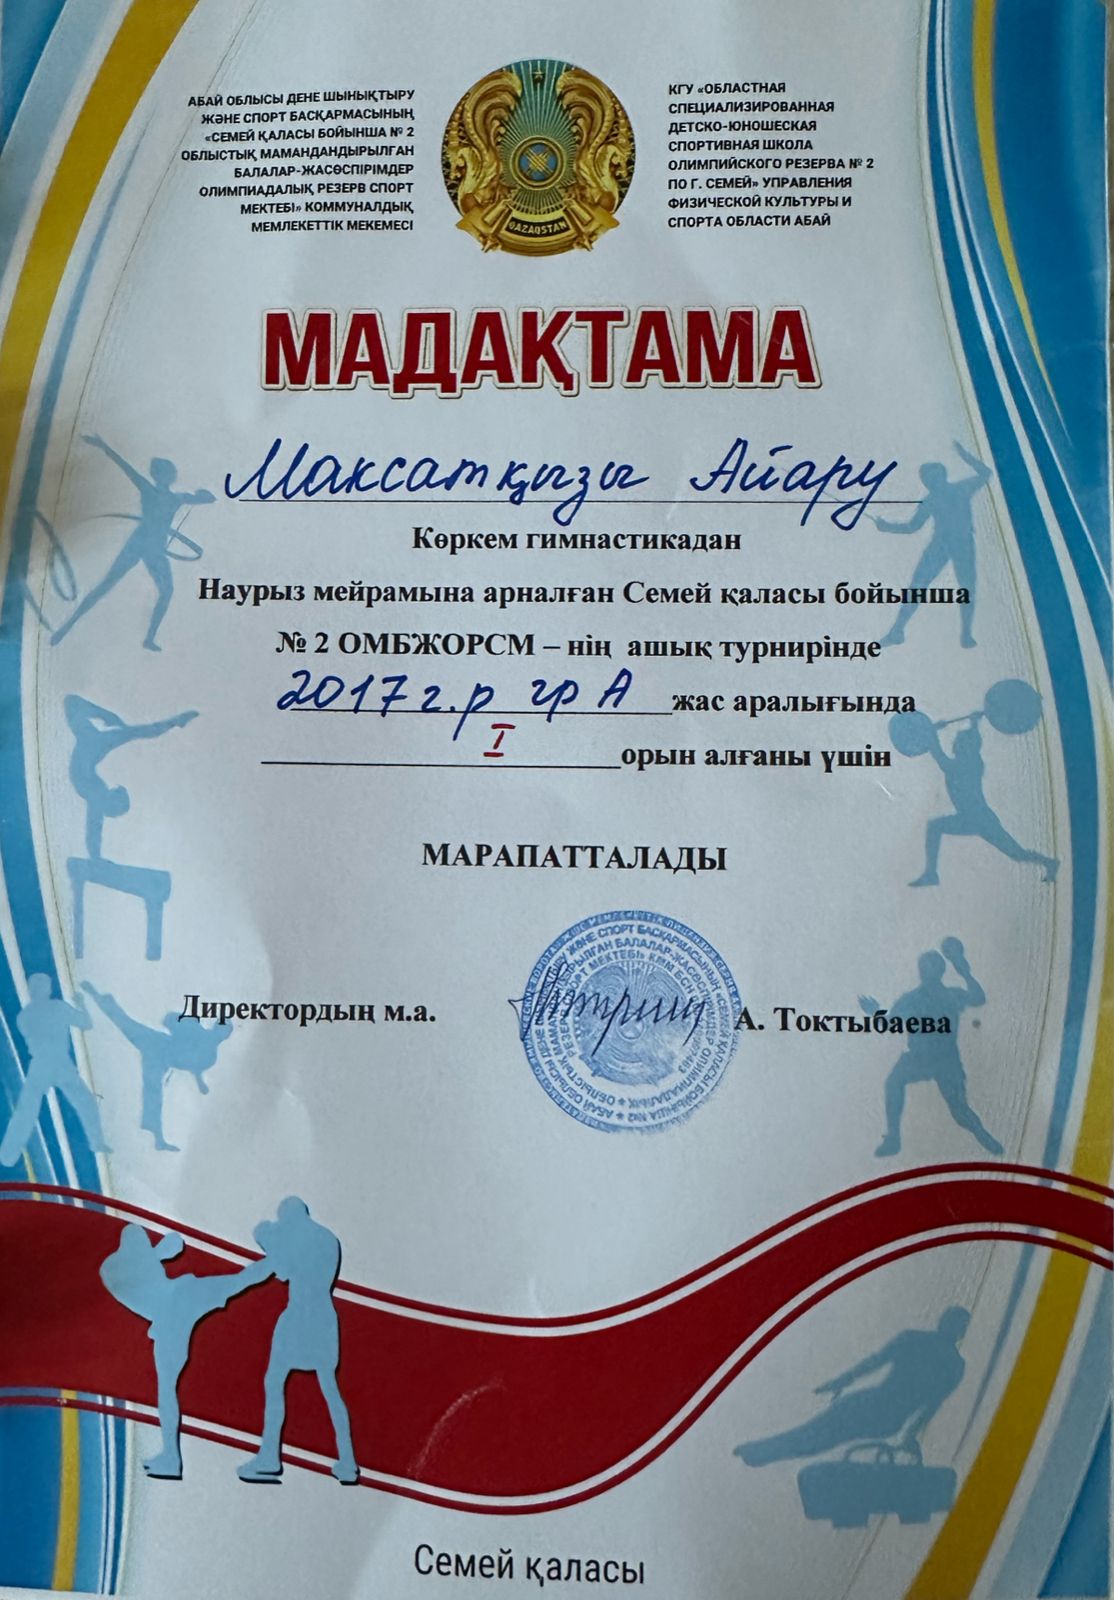 АБАЙ ОБЛЫСЫ ДЕНЕ ШЫНЫҚТЫРУ
ЖӘНЕ СПОРТ БАСҚАРМАСЫНЫҢ
«СЕМЕЙ ҚАЛАСЫ БОЙЫНША № 2
ОБЛЫСТЫҚ МАМАНДАНДЫРЫЛҒАН
БАЛАЛАР-ЖАСӨСПІРІМДЕР
ОЛИМПИАДАЛЫҚ РЕЗЕРВ СПОРТ
МЕКТЕБІ» КОММУНАЛДЫҚ
МЕМЛЕКЕТТІК МЕКЕМЕСІ
QAZAQSTAN
КГУ «ОБЛАСТНАЯ
СПЕЦИАЛИЗИРОВАННАЯ
ДЕТСКО-ЮНОШЕСКАЯ
СПОРТИВНАЯ ШКОЛА
ОЛИМПИЙСКОГО РЕЗЕРВА № 2
ПО Г. СЕМЕЙ» УПРАВЛЕНИЯ
ФИЗИЧЕСКОЙ КУЛЬТУРЫ И
СПОРТА ОБЛАСТИ АБАЙ
МАДАҚТАМА
Максатқызы Айару
Көркем гимнастикадан
Наурыз мейрамына арналған Семей қаласы бойынша
№ 2 ОМБЖОРСМ – нің ашық турнирінде
2017 г.р гр А жас аралығында
I орын алғаны үшін
МАРАПАТТАЛАДЫ
Директордың м.а. А. Токтыбаева
Семей қаласы